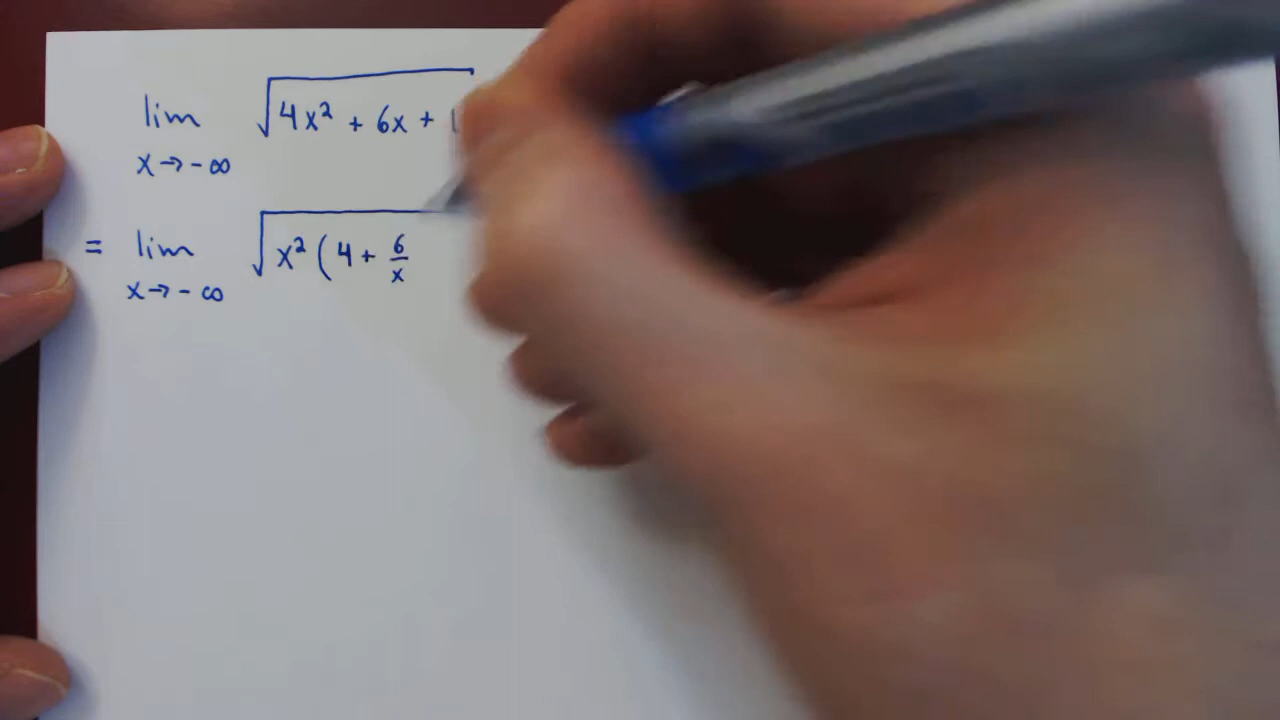 lim √4x² + 6x +
x→-∞
= lim √x² ( 4 + 6/x
x→-∞